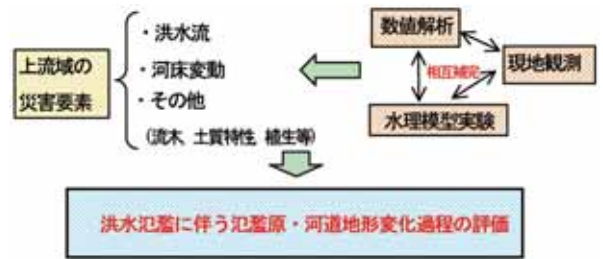 上流域の
災害要素
・洪水流
・河床変動
・その他
(流木、土質特性、植生等)
数値解析
相互補完
現地観測
水理模型実験
洪水氾濫に伴う氾濫原・河道地形変化過程の評価